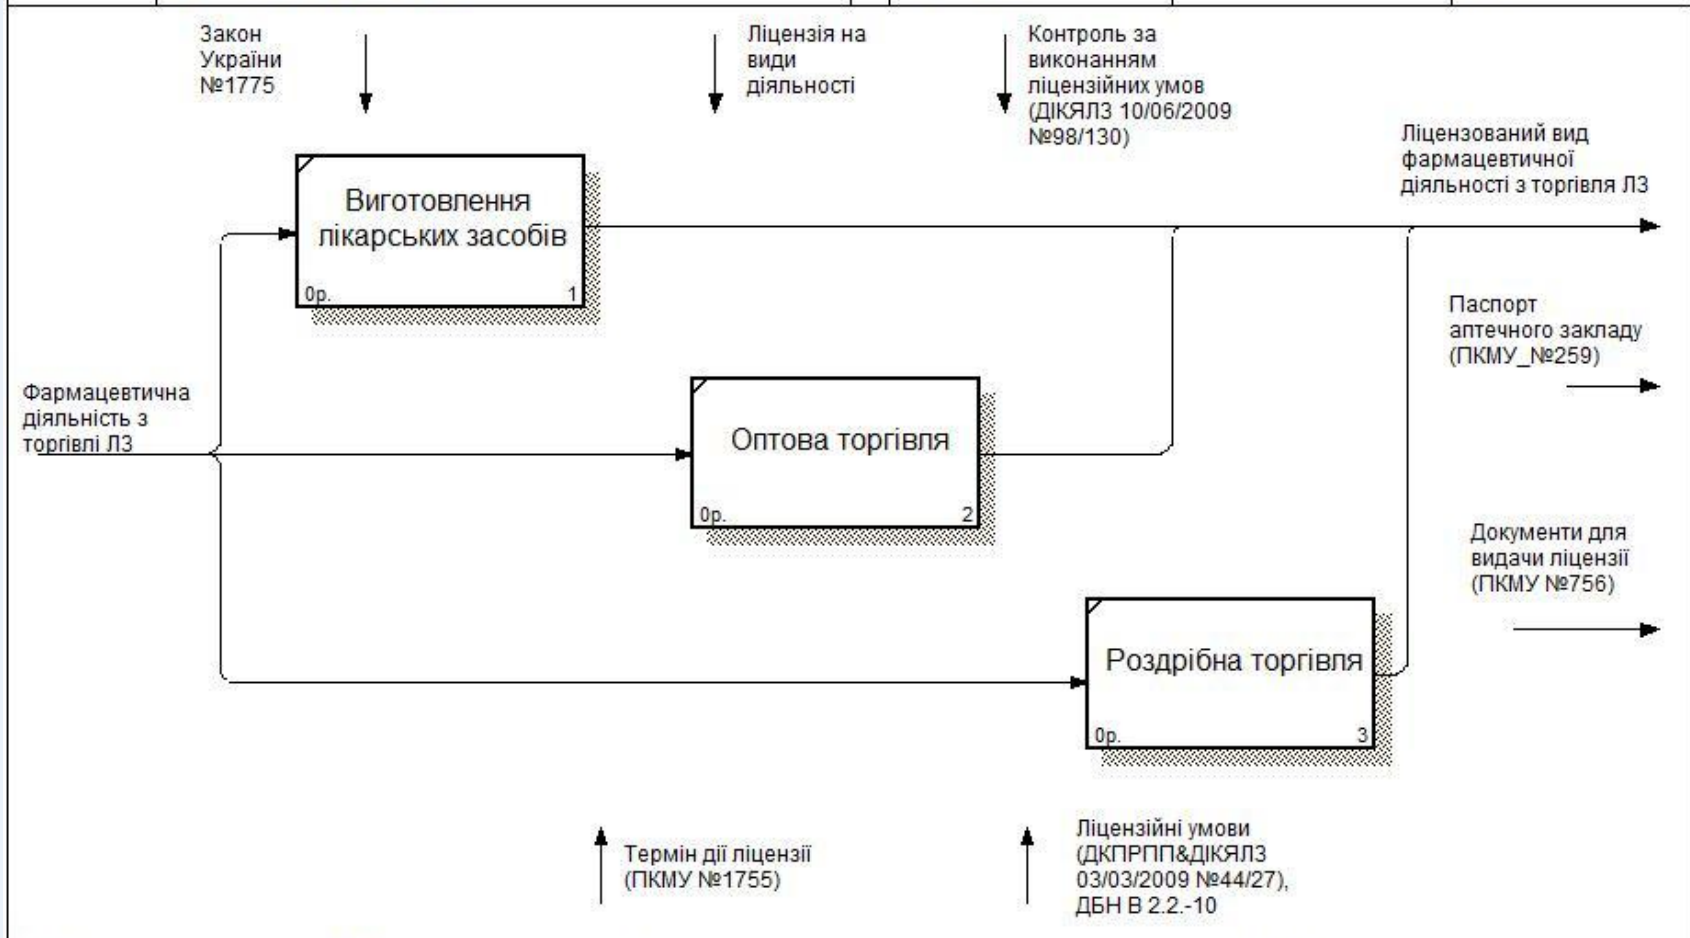 Закон
України
№1775
Ліцензія на
види
діяльності
Контроль за
виконанням
ліцензійних умов
(ДІКЯЛЗ 10/06/2009
№98/130)
Ліцензований вид
фармацевтичної
діяльності з торгівля ЛЗ
Виготовлення
лікарських засобів
0р. 1
Паспорт
аптечного закладу
(ПКМУ_№259)
Фармацевтична
діяльність з
торгівлі ЛЗ
Оптова торгівля
0р. 2
Документи для
видачи ліцензії
(ПКМУ №756)
Роздрібна торгівля
0р. 3
Термін дії ліцензії
(ПКМУ №1755)
Ліцензійні умови
(ДКПРПП&ДІКЯЛЗ
03/03/2009 №44/27),
ДБН В 2.2.-10